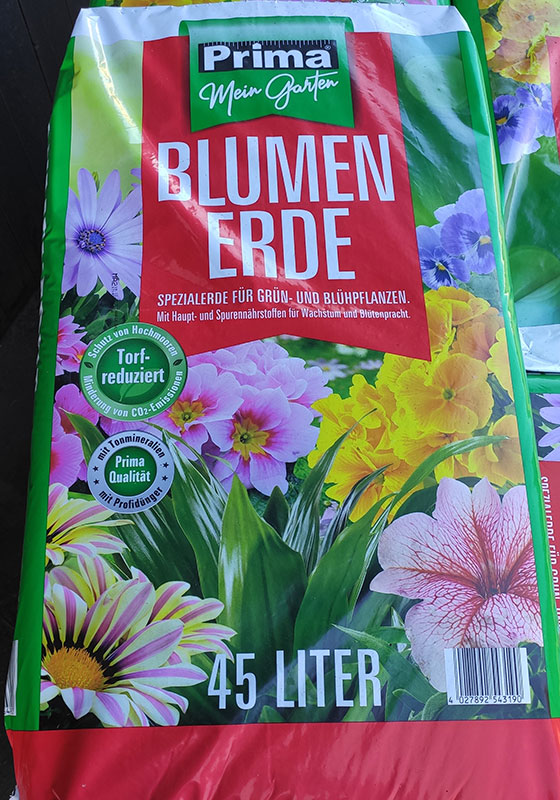 Prima
Mein Garten
BLUMEN
ERDE
SPEZIALERDE FÜR GRÜN- UND BLÜHPFLANZEN.
Mit Haupt- und Spurennährstoffen für Wachstum und Blütenpracht.
Schutz von Hochmooren
Torf-
reduziert
Minderung von CO₂-Emissionen
mit Tonmineralien
Prima
Qualität
mit Profidünger
45 LITER
4 027892 543190
SPEZIALERDE FÜR